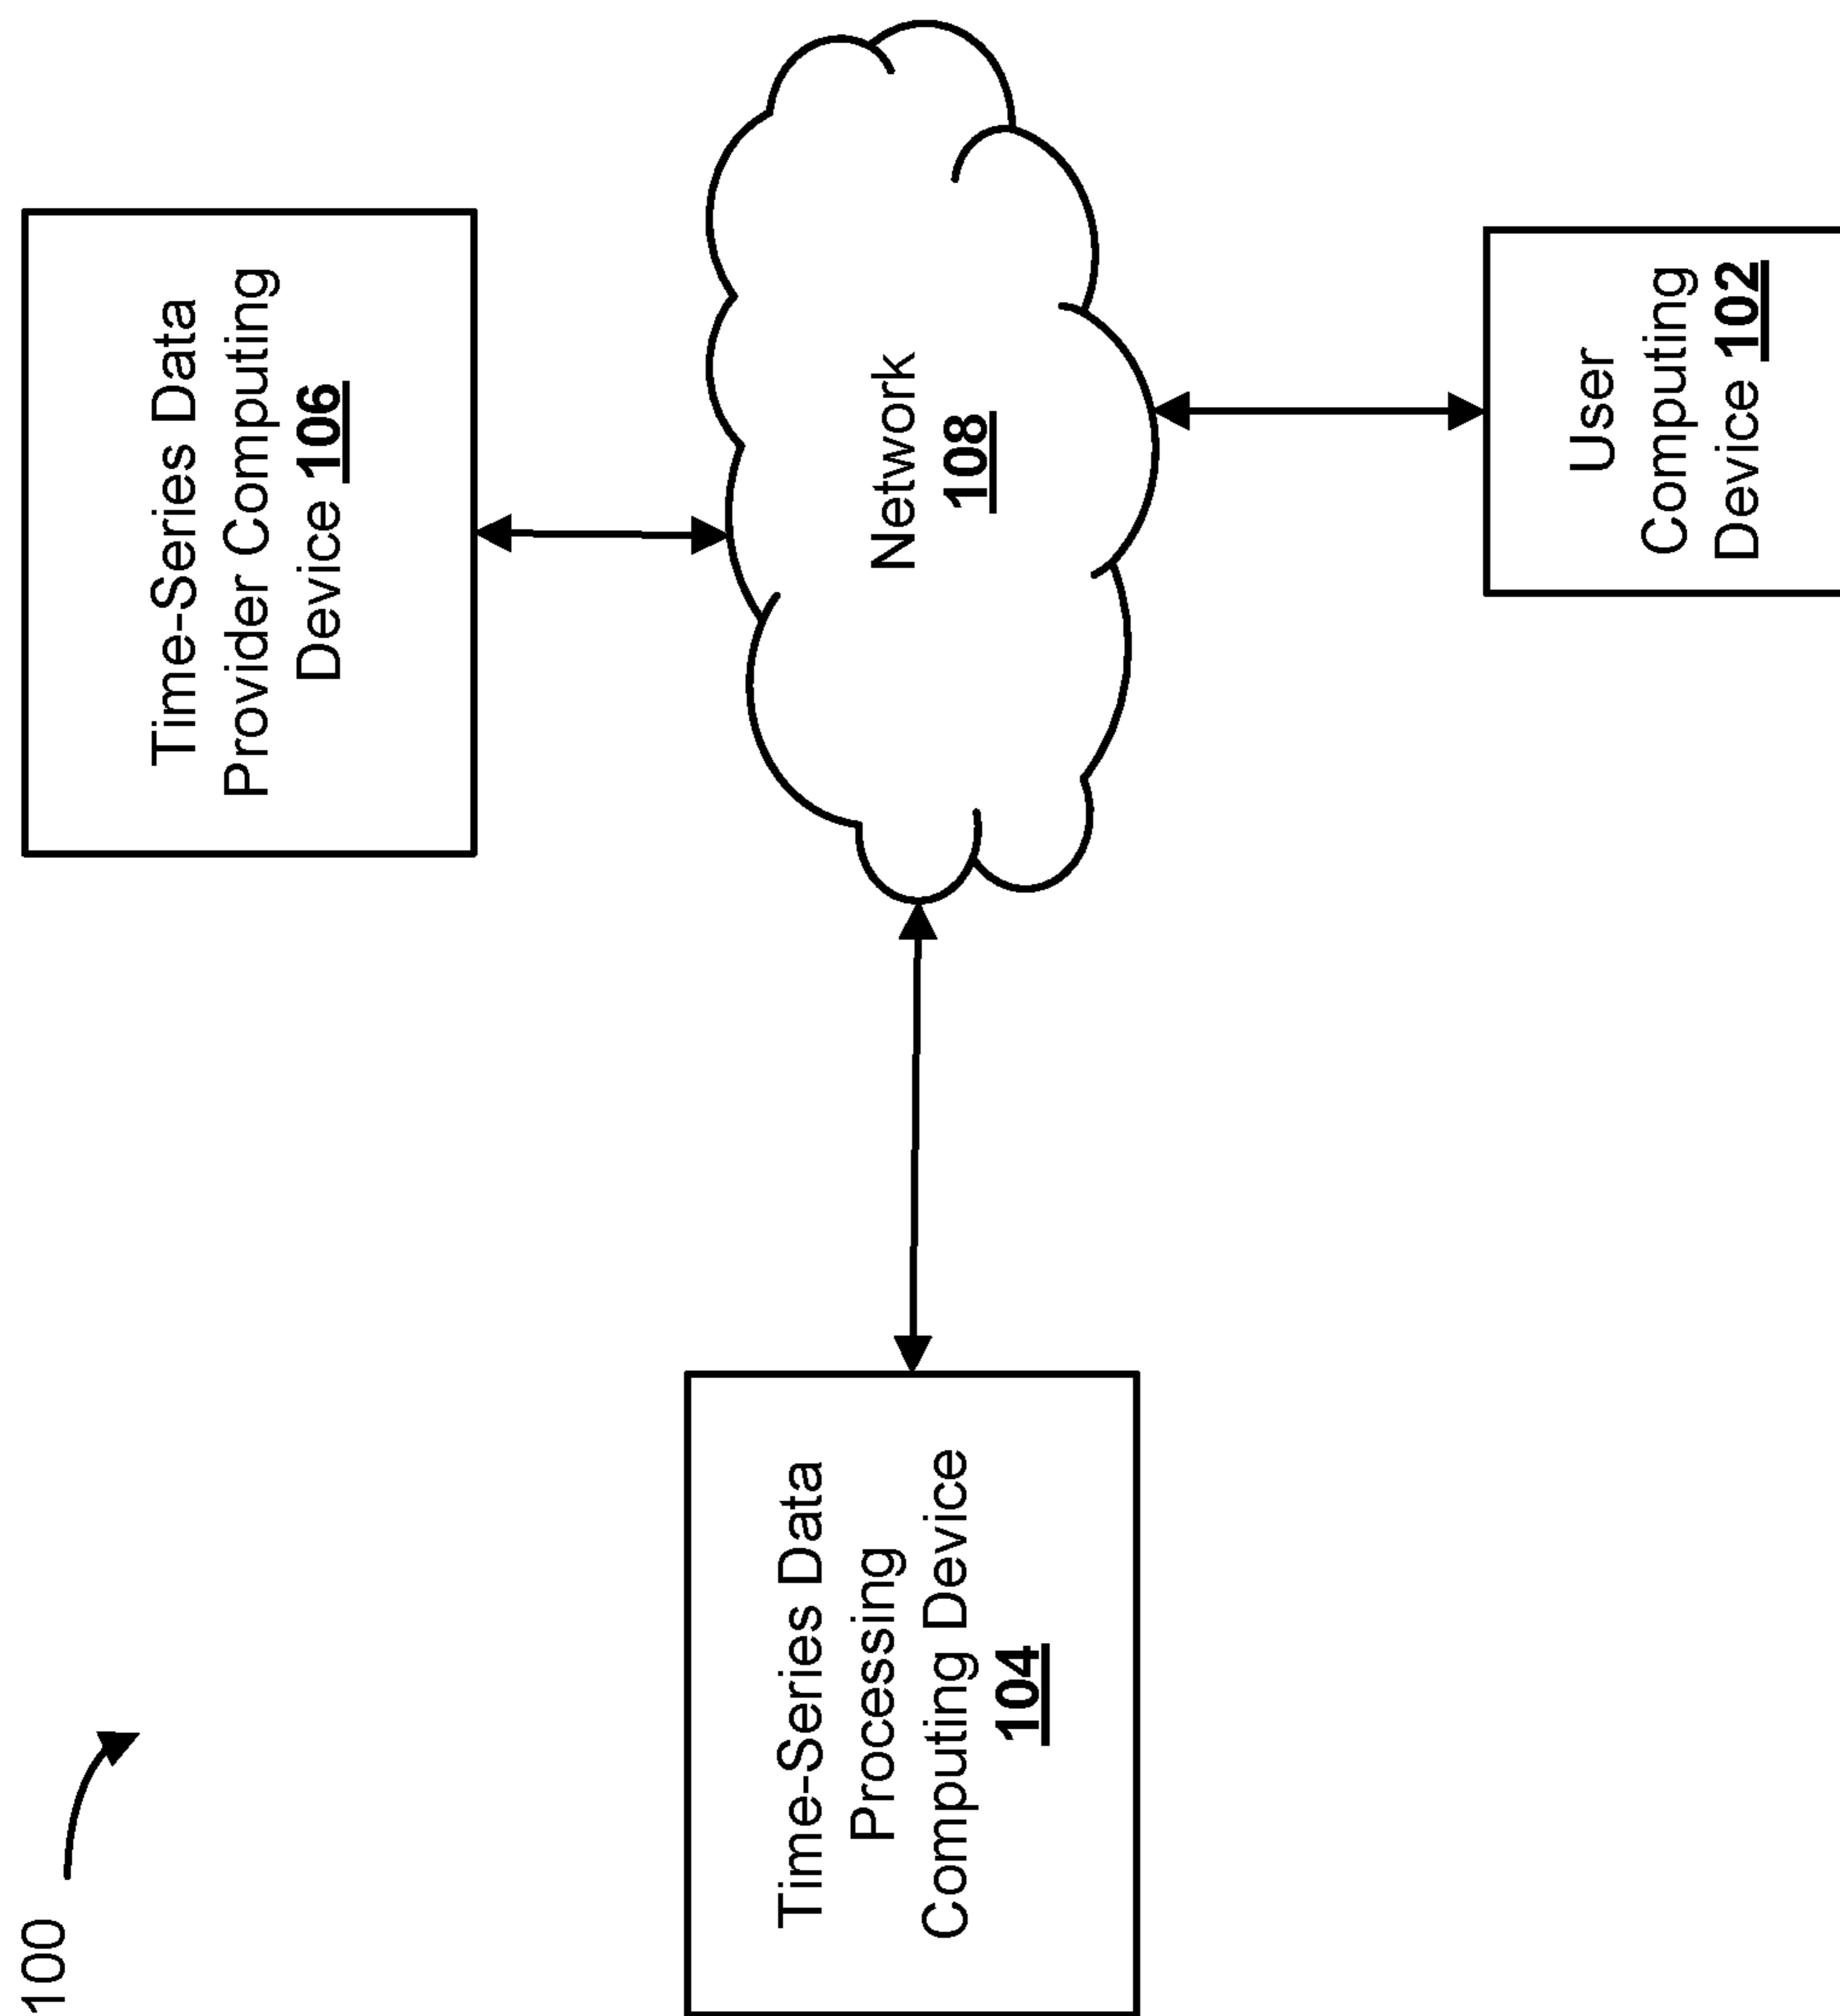 100
Time-Series Data
Processing
Computing Device
104
Time-Series Data
Provider Computing
Device 106
Network
108
User
Computing
Device 102